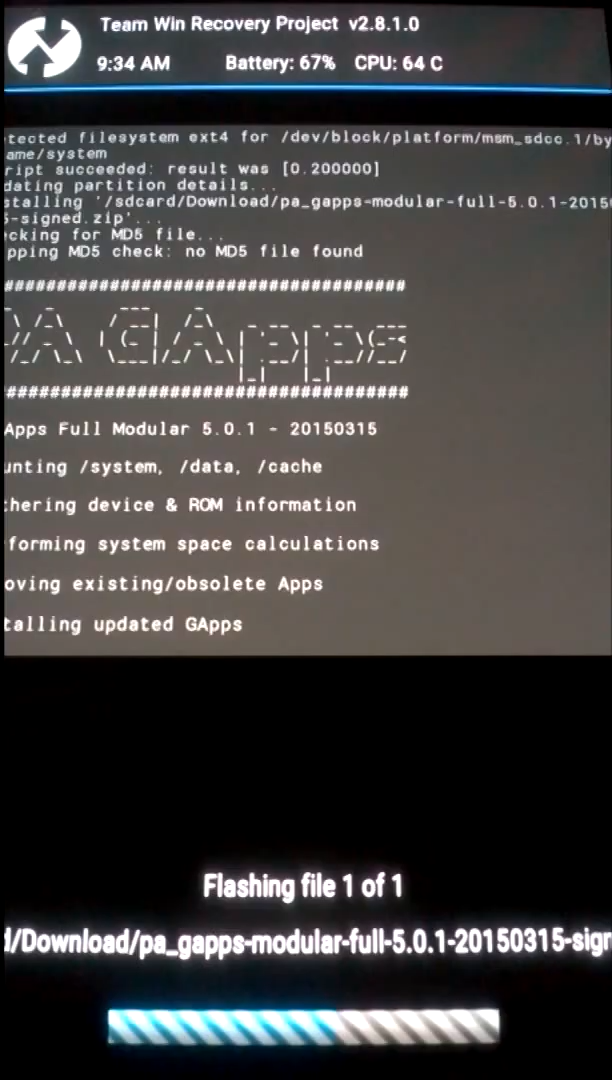 Team Win Recovery Project v2.8.1.0
9:34 AM Battery: 67% CPU: 64 C
tected filesystem ext4 for /dev/block/platform/msm_sdcc.1/by
ame/system
ript succeeded: result was [0.200000]
dating partition details...
stalling '/sdcard/Download/pa_gapps-modular-full-5.0.1-2015
5-signed.zip'...
cking for MD5 file...
pping MD5 check: no MD5 file found
######################################
PA GApps
######################################
Apps Full Modular 5.0.1 - 20150315
unting /system, /data, /cache
thering device & ROM information
forming system space calculations
oving existing/obsolete Apps
talling updated GApps
Flashing file 1 of 1
d/Download/pa_gapps-modular-full-5.0.1-20150315-sign